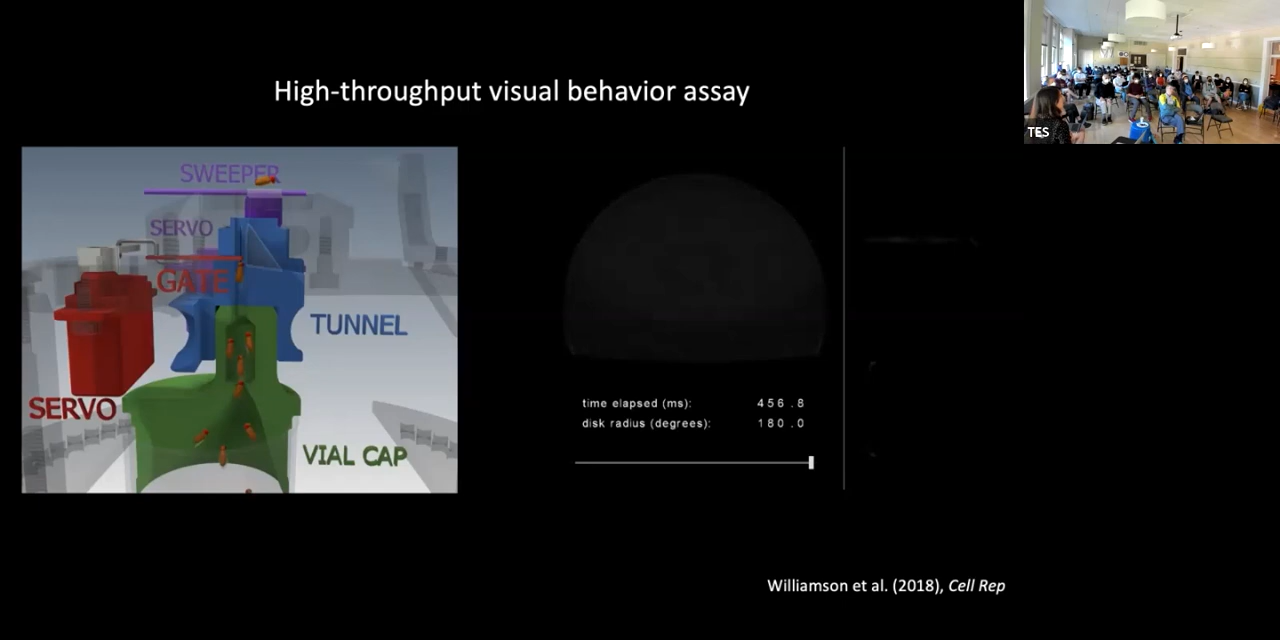 High-throughput visual behavior assay
TES
SWEEPER
SERVO
GATE
TUNNEL
SERVO
VIAL CAP
time elapsed (ms): 456.8
disk radius (degrees): 180.0
Williamson et al. (2018), Cell Rep